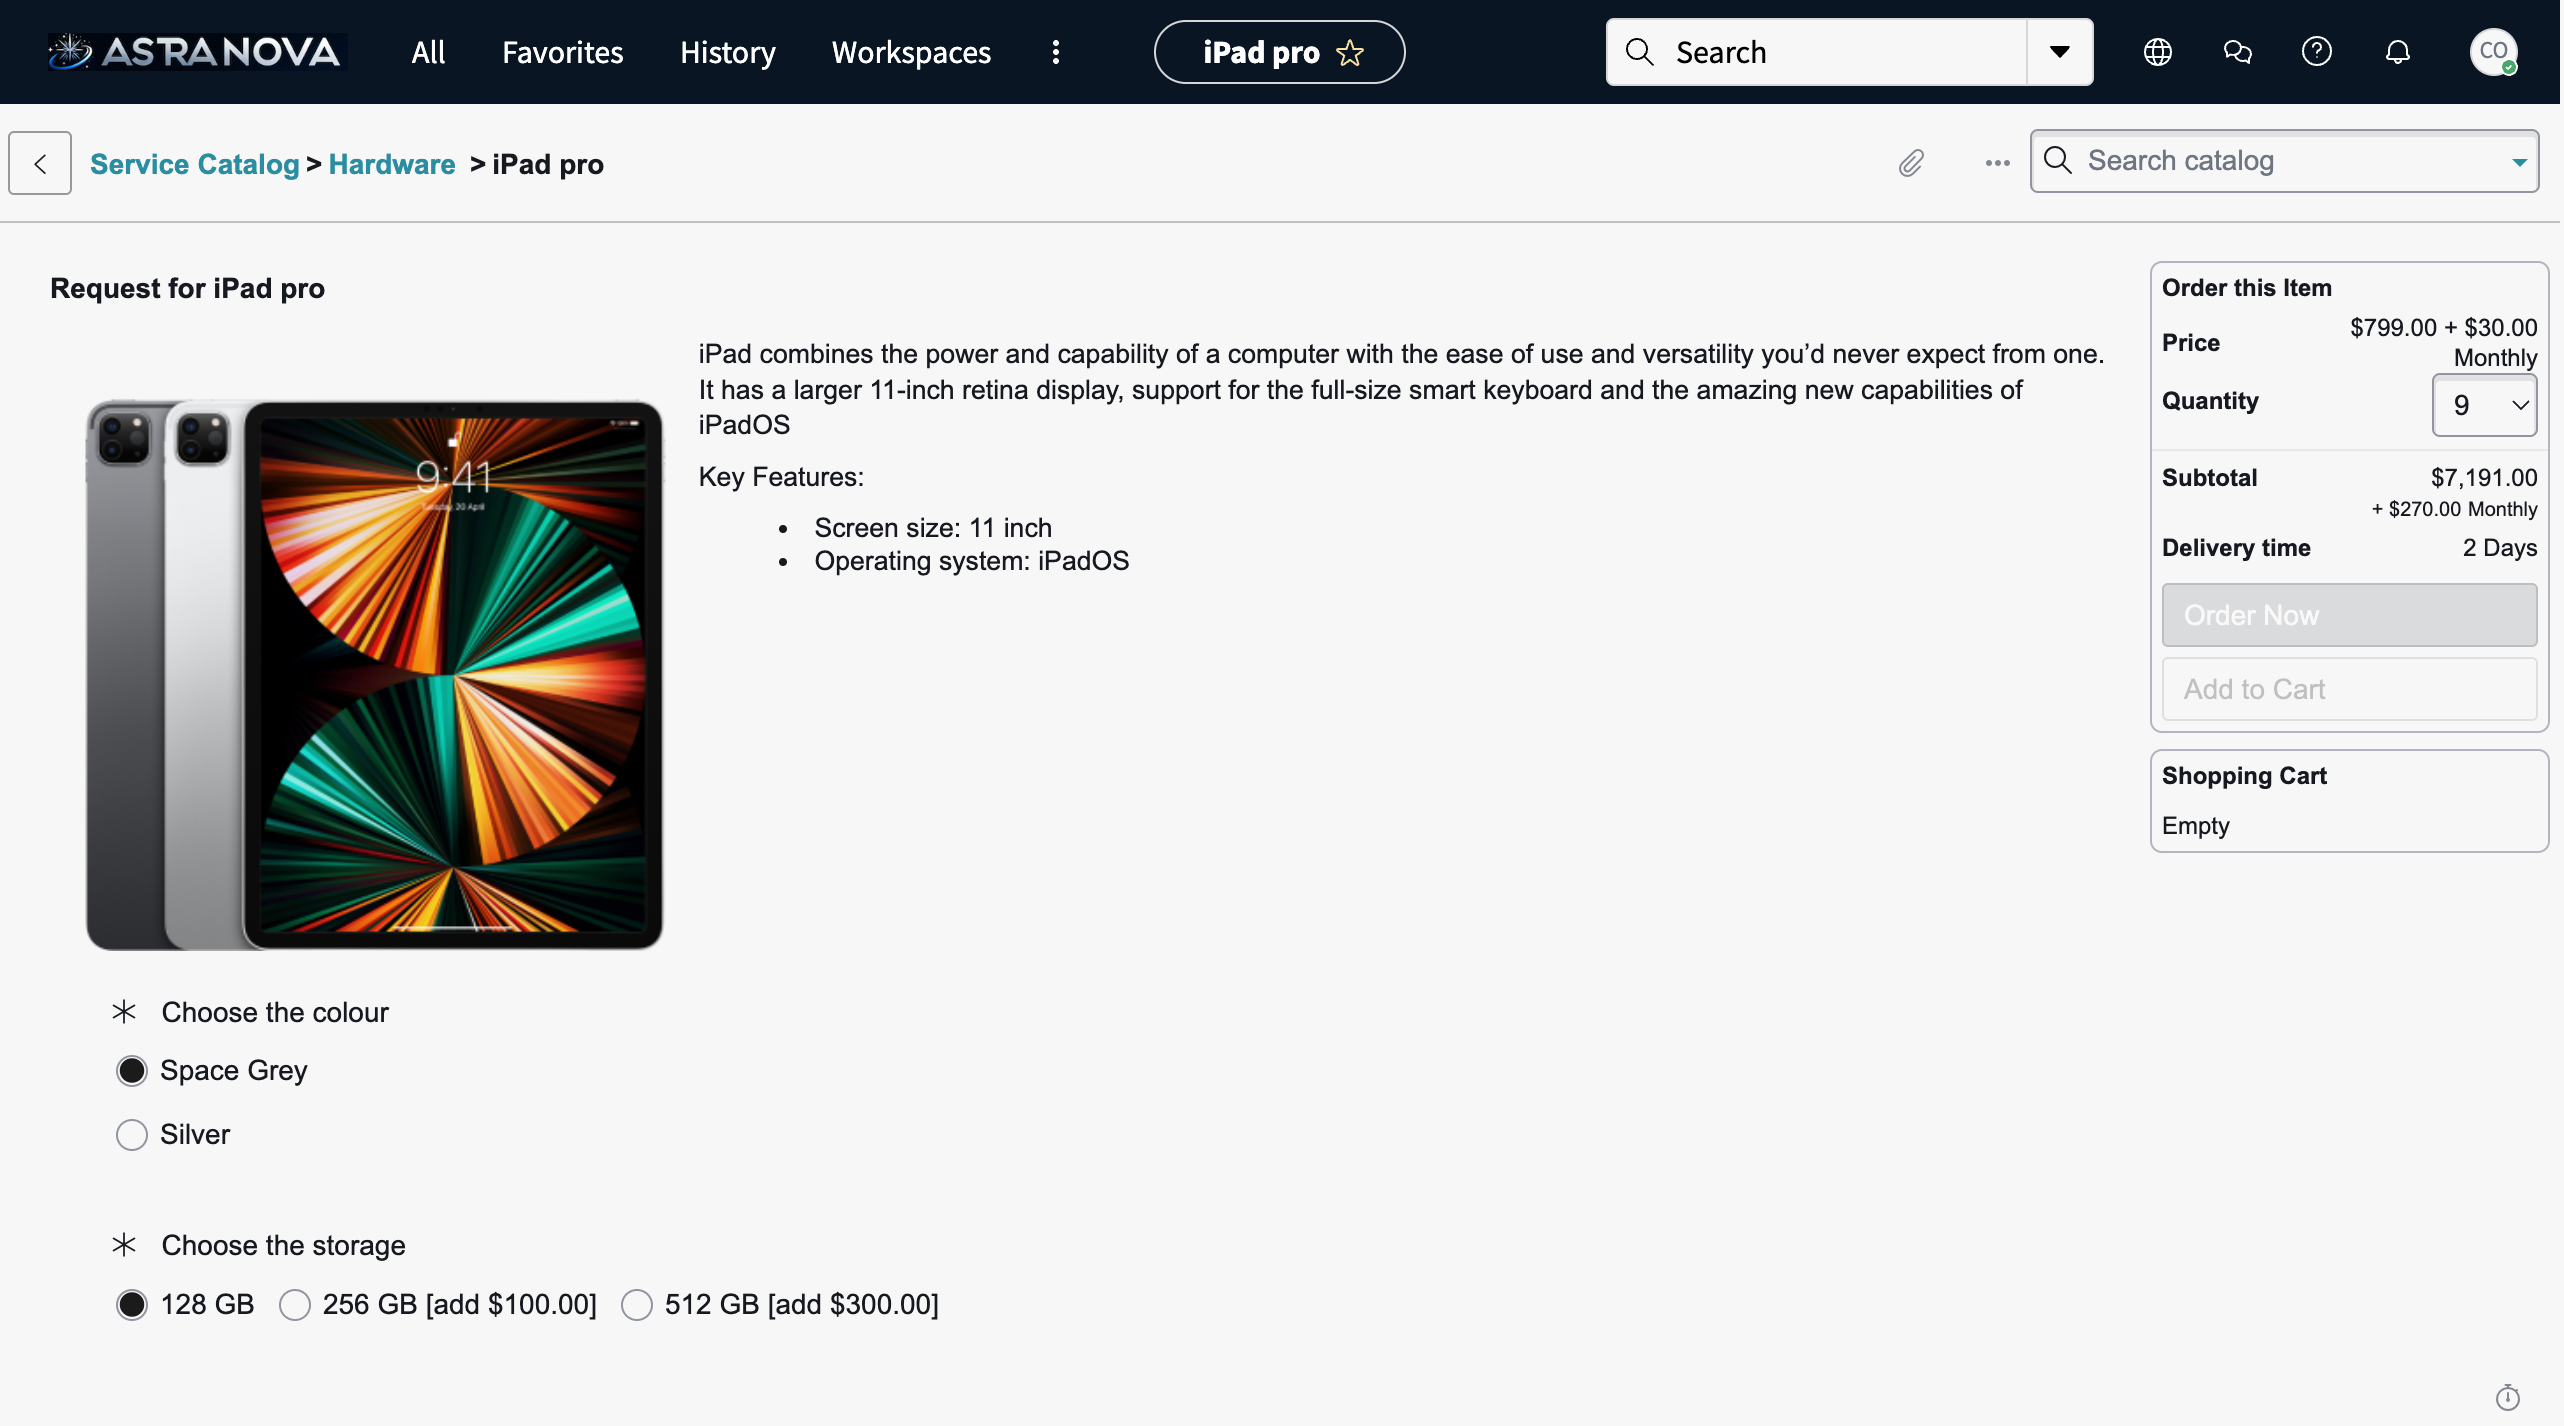 ASTRANOVA All Favorites History Workspaces iPad pro Search CO
Service Catalog > Hardware > iPad pro Search catalog
Request for iPad pro
iPad combines the power and capability of a computer with the ease of use and versatility you’d never expect from one.
It has a larger 11-inch retina display, support for the full-size smart keyboard and the amazing new capabilities of
iPadOS
Key Features:
• Screen size: 11 inch
• Operating system: iPadOS
9:41
Tuesday, 20 April
Order this Item
Price $799.00 + $30.00
Monthly
Quantity 9
Subtotal $7,191.00
+ $270.00 Monthly
Delivery time 2 Days
Order Now
Add to Cart
Shopping Cart
Empty
Choose the colour
Space Grey
Silver
Choose the storage
128 GB 256 GB [add $100.00] 512 GB [add $300.00]